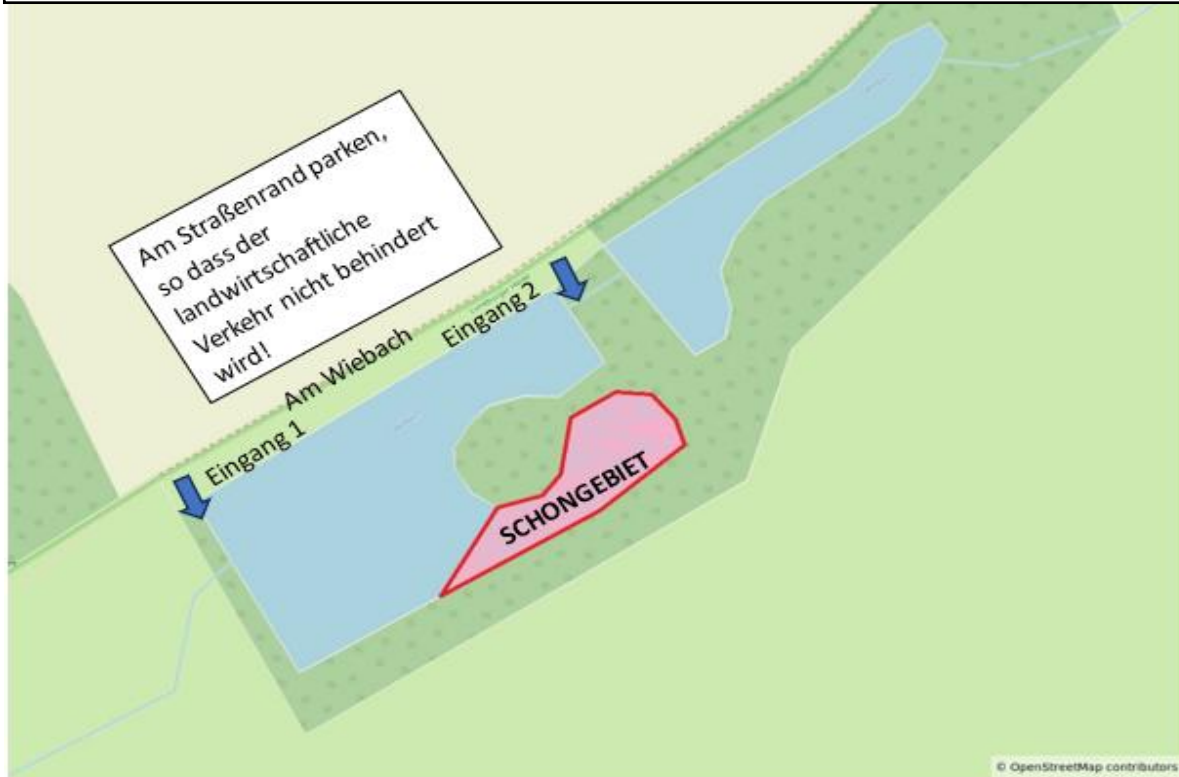 Am Straßenrand parken,
so dass der
landwirtschaftliche
Verkehr nicht behindert
wird!
Am Wiebach
Eingang 2
Eingang 1
SCHONGEBIET
© OpenStreetMap contributors